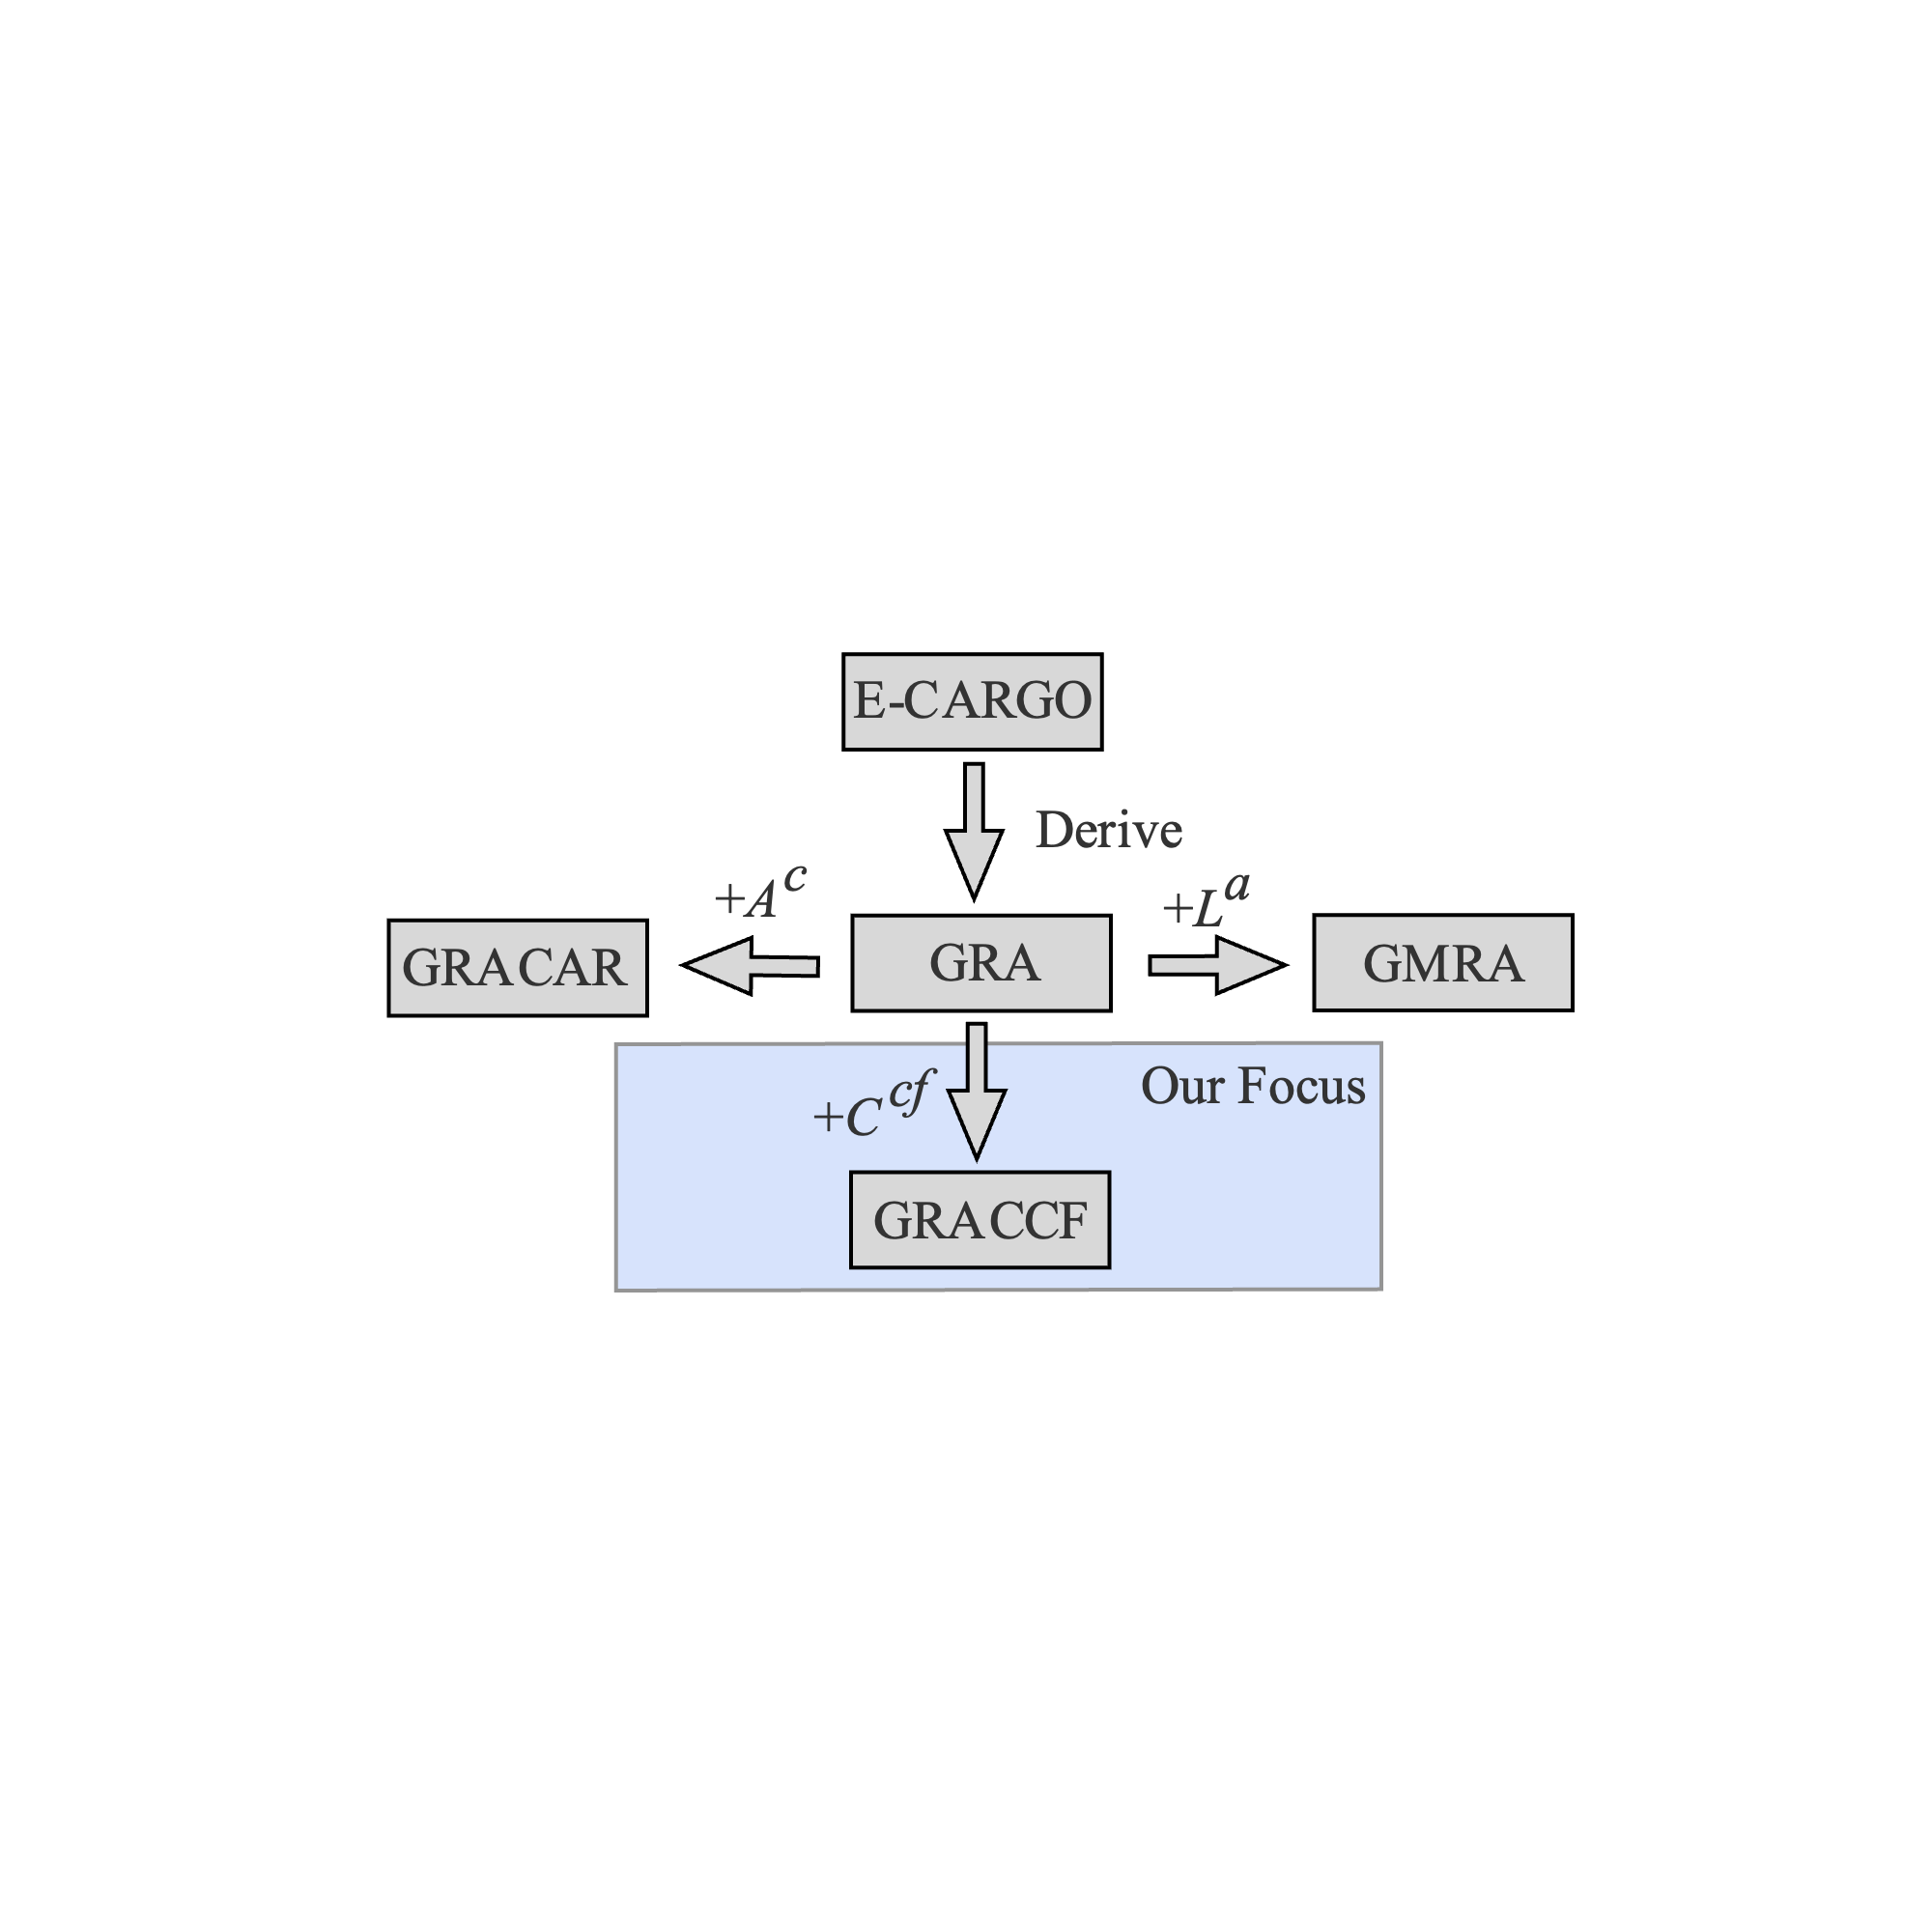 E-CARGO
Derive
+A^c
+L^a
GRACAR
GRA
GMRA
+C^cf
Our Focus
GRACCF